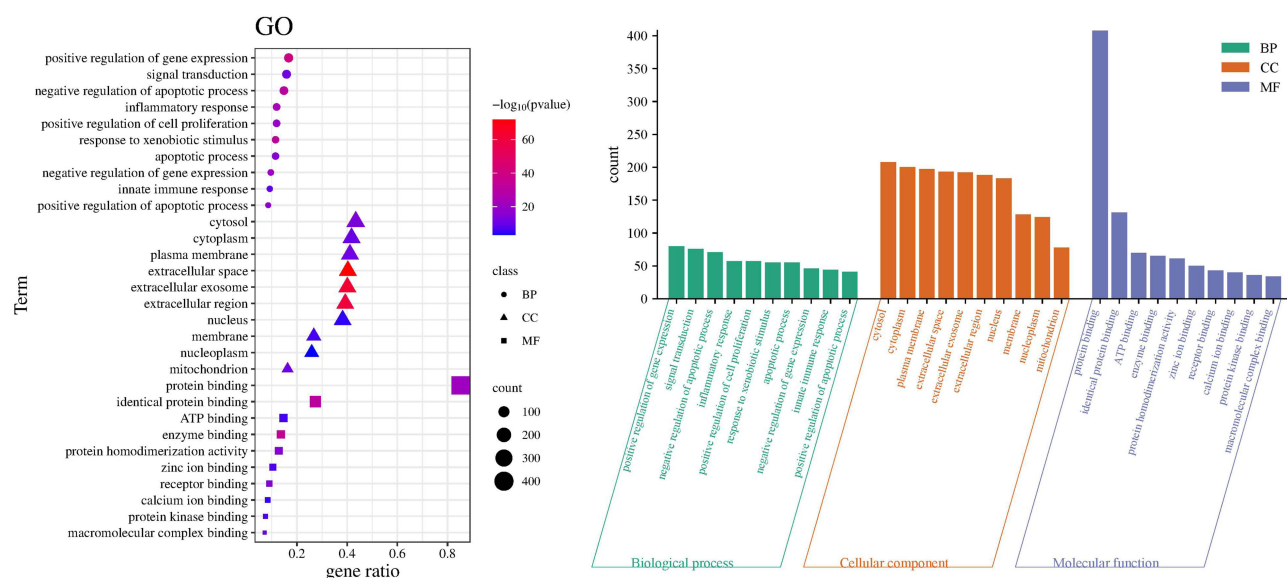 GO
Term
positive regulation of gene expression
signal transduction
negative regulation of apoptotic process
inflammatory response
positive regulation of cell proliferation
response to xenobiotic stimulus
apoptotic process
negative regulation of gene expression
innate immune response
positive regulation of apoptotic process
cytosol
cytoplasm
plasma membrane
extracellular space
extracellular exosome
extracellular region
nucleus
membrane
nucleoplasm
mitochondrion
protein binding
identical protein binding
ATP binding
enzyme binding
protein homodimerization activity
zinc ion binding
receptor binding
calcium ion binding
protein kinase binding
macromolecular complex binding
0.2 0.4 0.6 0.8
gene ratio
−log10(pvalue)
60
40
20
class
BP
CC
MF
count
100
200
300
400
count
400
350
300
250
200
150
100
50
0
BP
CC
MF
positive regulation of gene expression
signal transduction
negative regulation of apoptotic process
inflammatory response
positive regulation of cell proliferation
response to xenobiotic stimulus
apoptotic process
negative regulation of gene expression
innate immune response
positive regulation of apoptotic process
cytosol
cytoplasm
plasma membrane
extracellular space
extracellular exosome
extracellular region
nucleus
membrane
nucleoplasm
mitochondrion
protein binding
identical protein binding
ATP binding
enzyme binding
protein homodimerization activity
zinc ion binding
receptor binding
calcium ion binding
protein kinase binding
macromolecular complex binding
Biological process
Cellular component
Molecular function